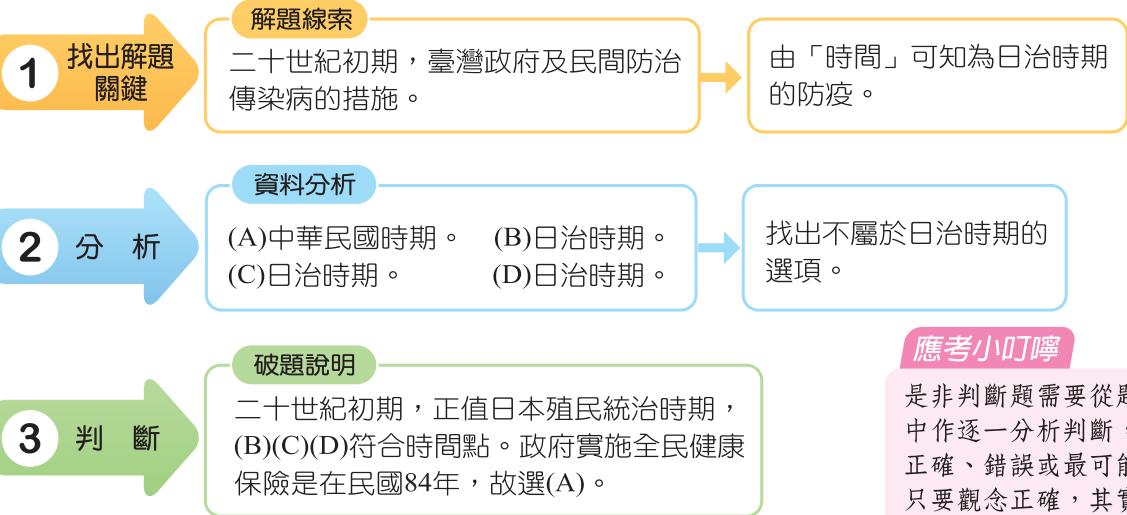 1 找出解題
關鍵
解題線索
二十世紀初期，臺灣政府及民間防治
傳染病的措施。
由「時間」可知為日治時期
的防疫。
2 分 析
資料分析
(A)中華民國時期。 (B)日治時期。
(C)日治時期。 (D)日治時期。
找出不屬於日治時期的
選項。
3 判 斷
破題說明
二十世紀初期，正值日本殖民統治時期，
(B)(C)(D)符合時間點。政府實施全民健康
保險是在民國84年，故選(A)。
應考小叮嚀
是非判斷題需要從題
中作逐一分析判斷
正確、錯誤或最可能
只要觀念正確，其實